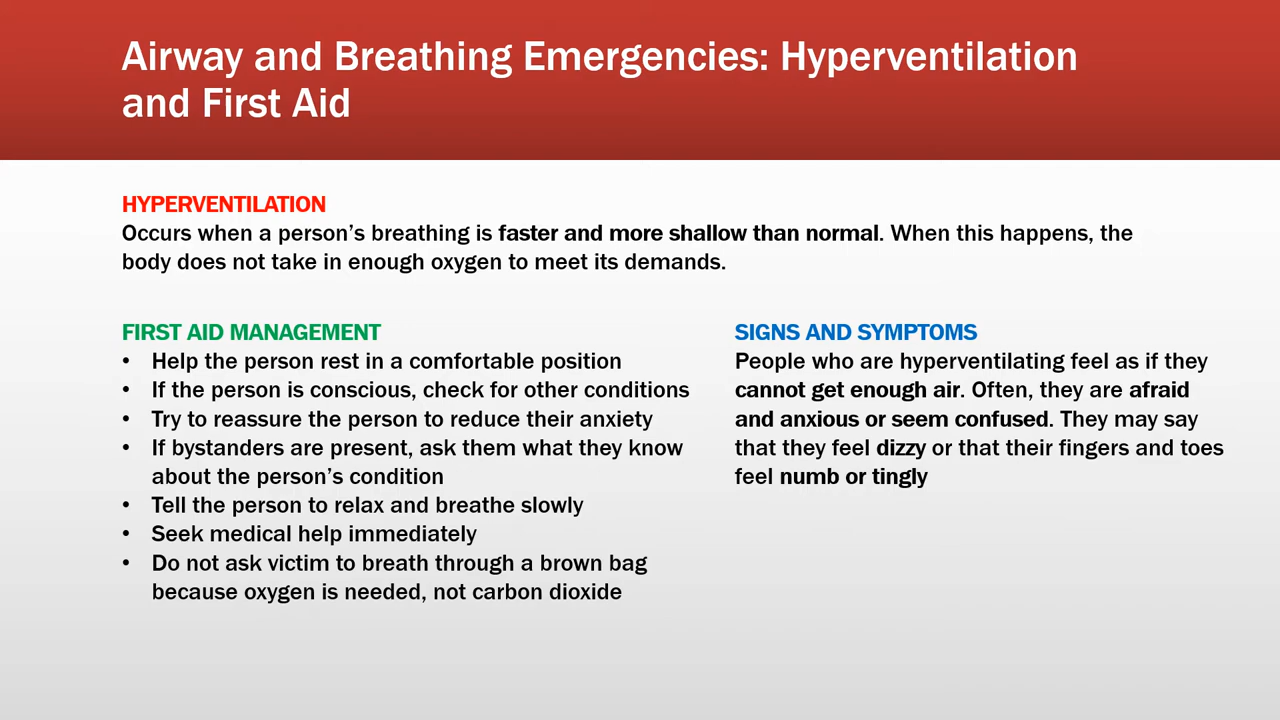 Airway and Breathing Emergencies: Hyperventilation
and First Aid
HYPERVENTILATION
Occurs when a person’s breathing is faster and more shallow than normal. When this happens, the
body does not take in enough oxygen to meet its demands.
FIRST AID MANAGEMENT
• Help the person rest in a comfortable position
• If the person is conscious, check for other conditions
• Try to reassure the person to reduce their anxiety
• If bystanders are present, ask them what they know
about the person’s condition
• Tell the person to relax and breathe slowly
• Seek medical help immediately
• Do not ask victim to breath through a brown bag
because oxygen is needed, not carbon dioxide
SIGNS AND SYMPTOMS
People who are hyperventilating feel as if they
cannot get enough air. Often, they are afraid
and anxious or seem confused. They may say
that they feel dizzy or that their fingers and toes
feel numb or tingly